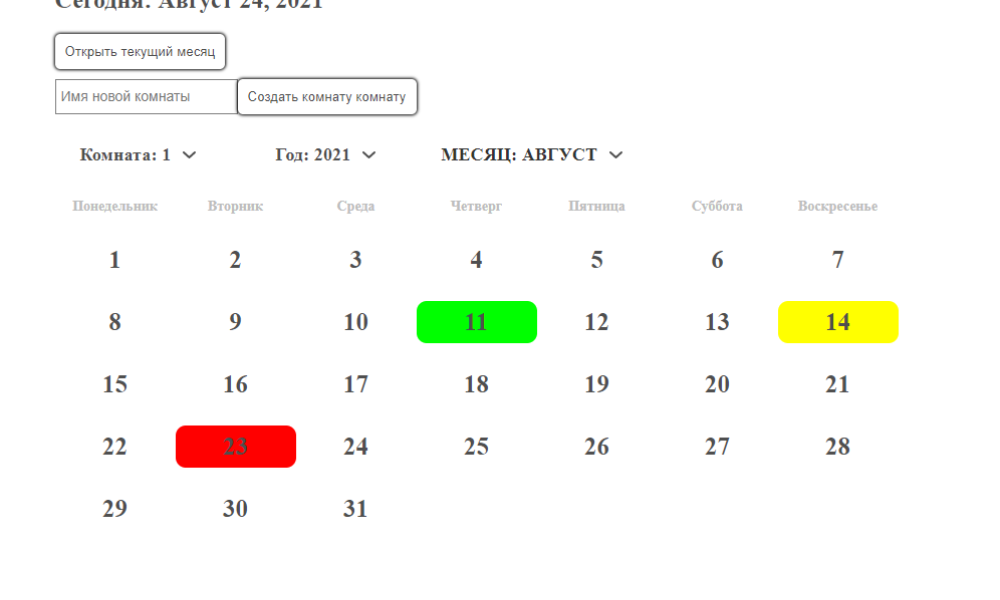 Сегодня: Август 24, 2021
Открыть текущий месяц
Имя новой комнаты Создать комнату комнату
Комната: 1 Год: 2021 МЕСЯЦ: АВГУСТ
Понедельник Вторник Среда Четверг Пятница Суббота Воскресенье
1 2 3 4 5 6 7
8 9 10 11 12 13 14
15 16 17 18 19 20 21
22 23 24 25 26 27 28
29 30 31